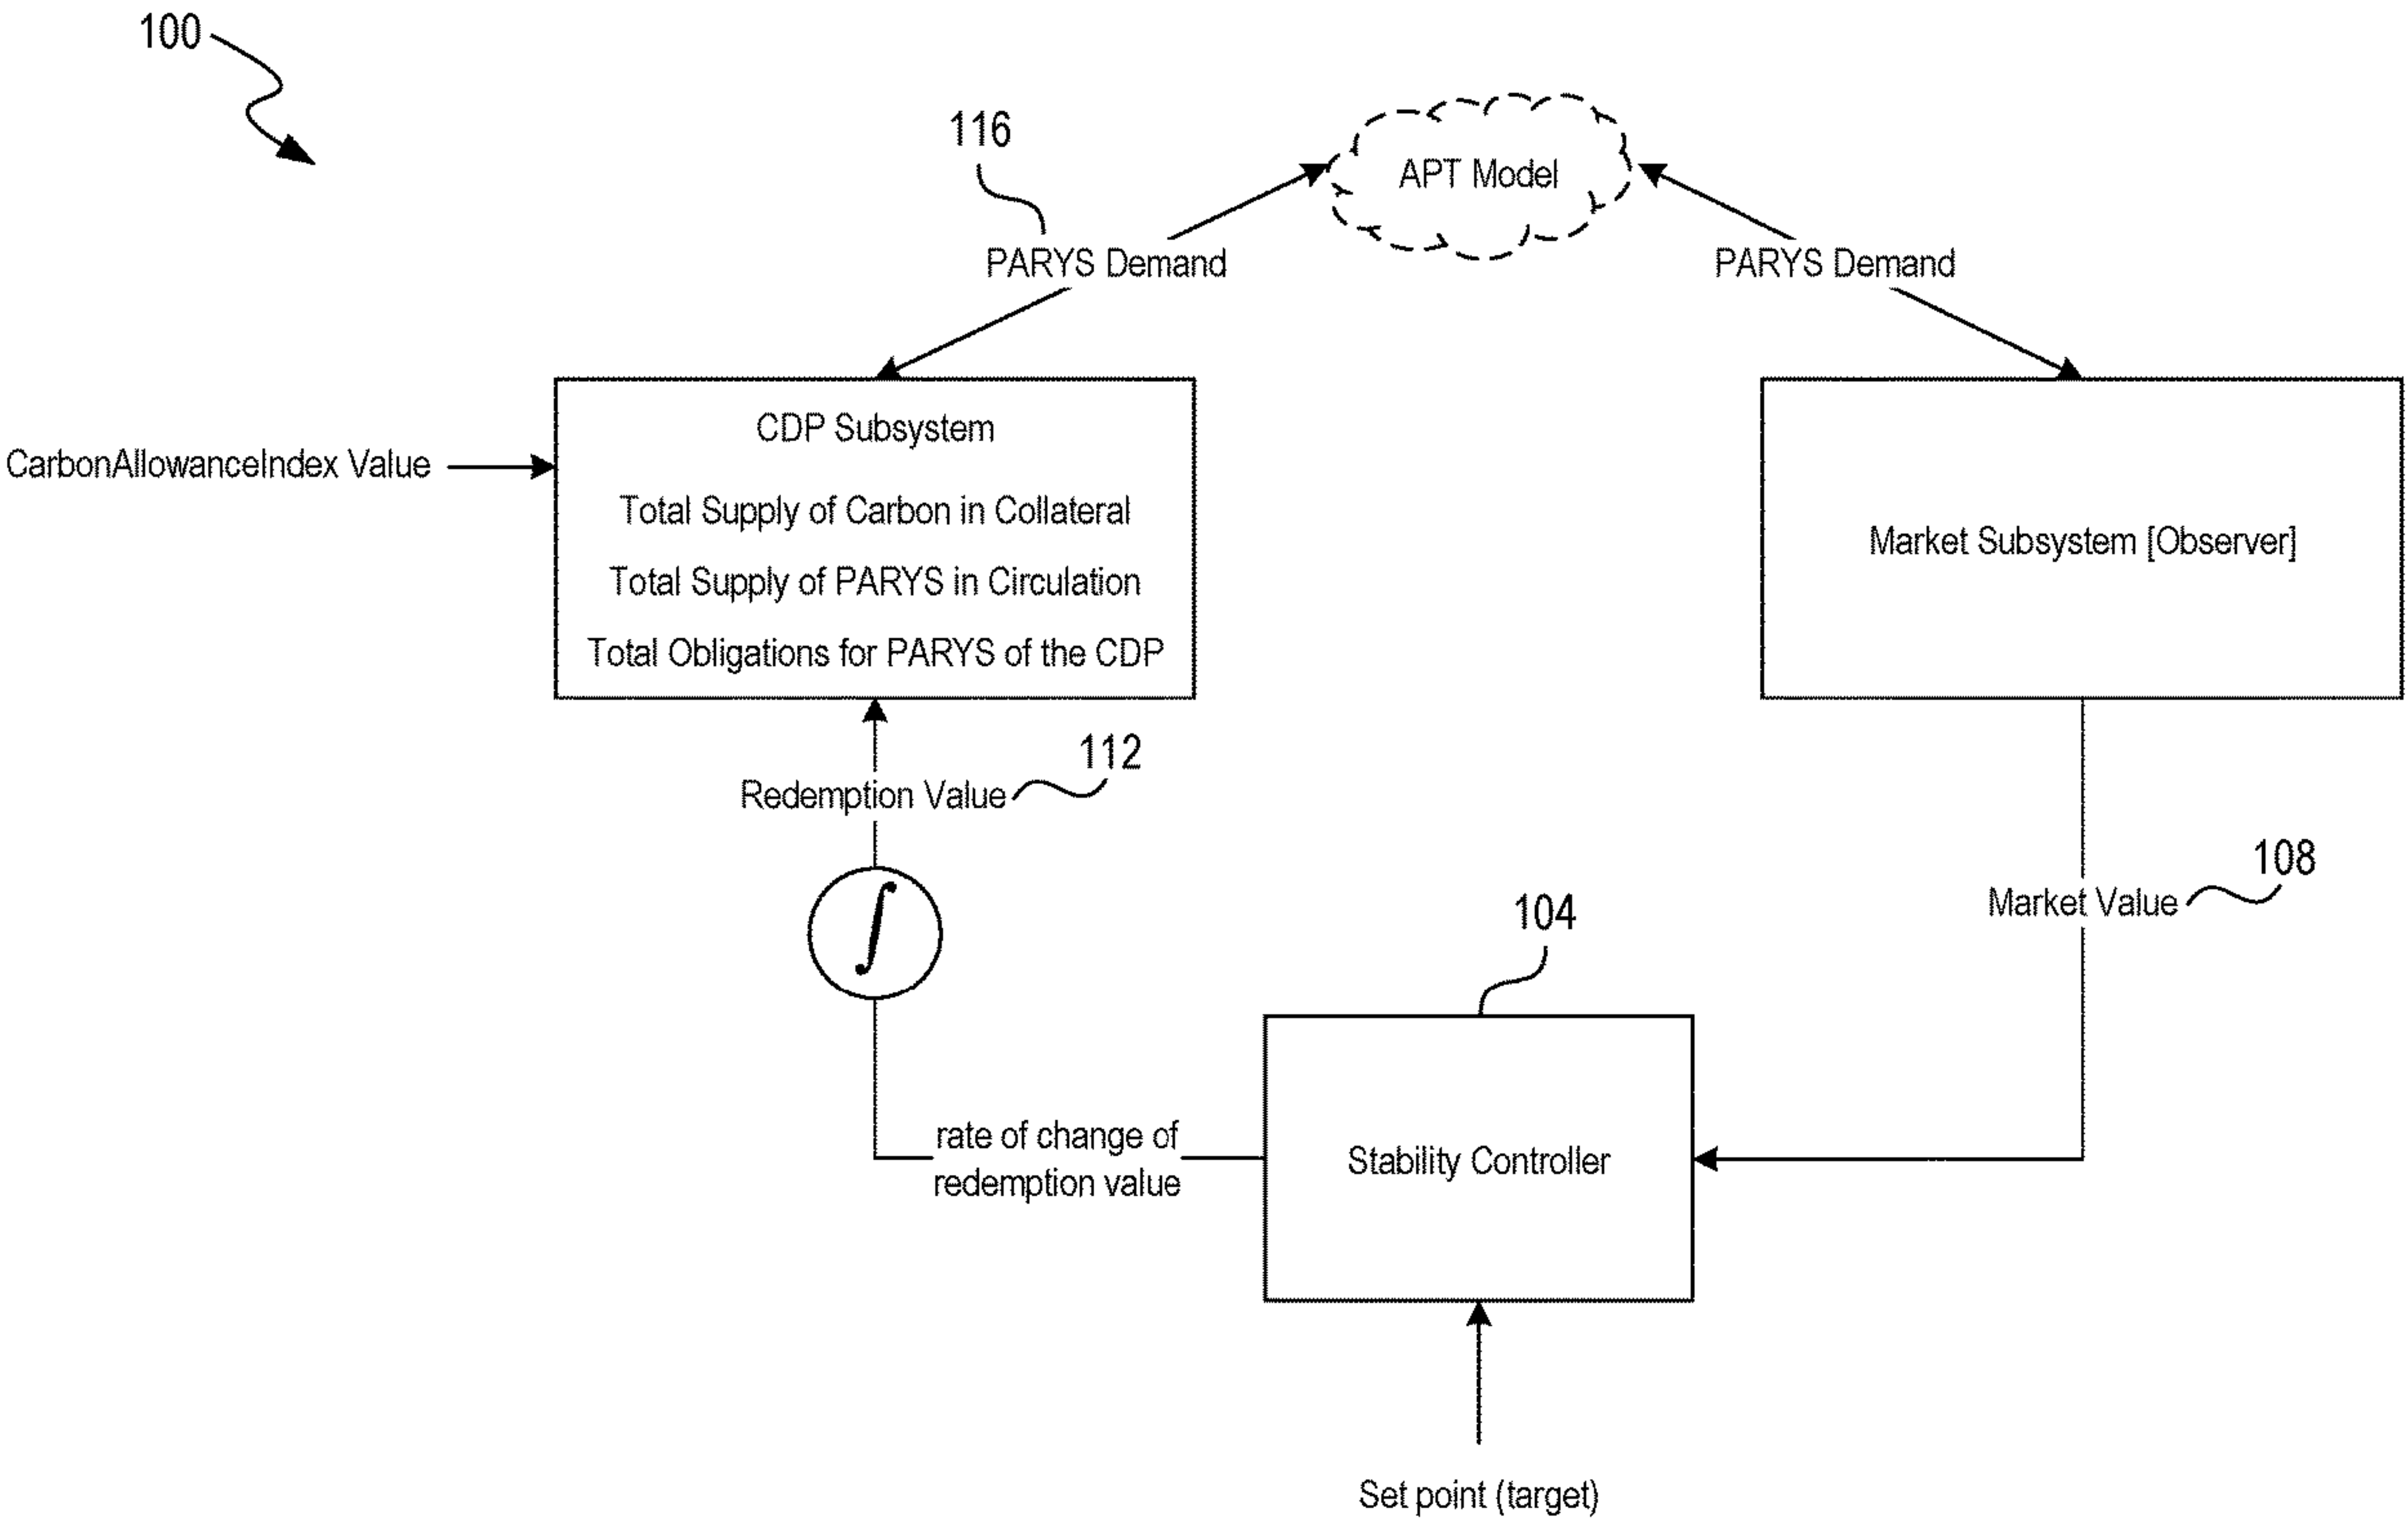 100
116
APT Model
PARYS Demand
PARYS Demand
CarbonAllowanceIndex Value
CDP Subsystem
Total Supply of Carbon in Collateral
Total Supply of PARYS in Circulation
Total Obligations for PARYS of the CDP
Market Subsystem [Observer]
112
Redemption Value
108
Market Value
∫
104
rate of change of
redemption value
Stability Controller
Set point (target)